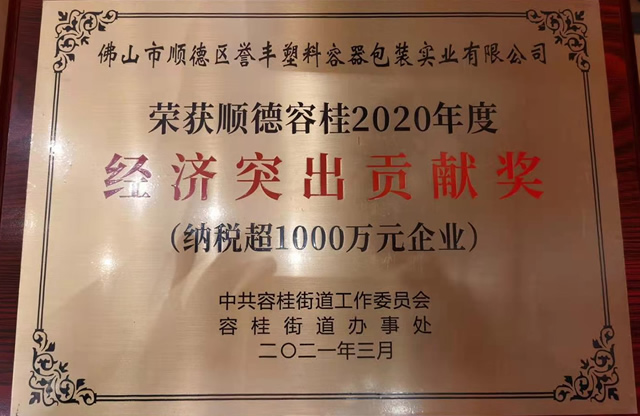 佛山市顺德区誉丰塑料容器包装实业有限公司
荣获顺德容桂2020年度
经济突出贡献奖
（纳税超1000万元企业）
中共容桂街道工作委员会
容桂街道办事处
二〇二一年三月